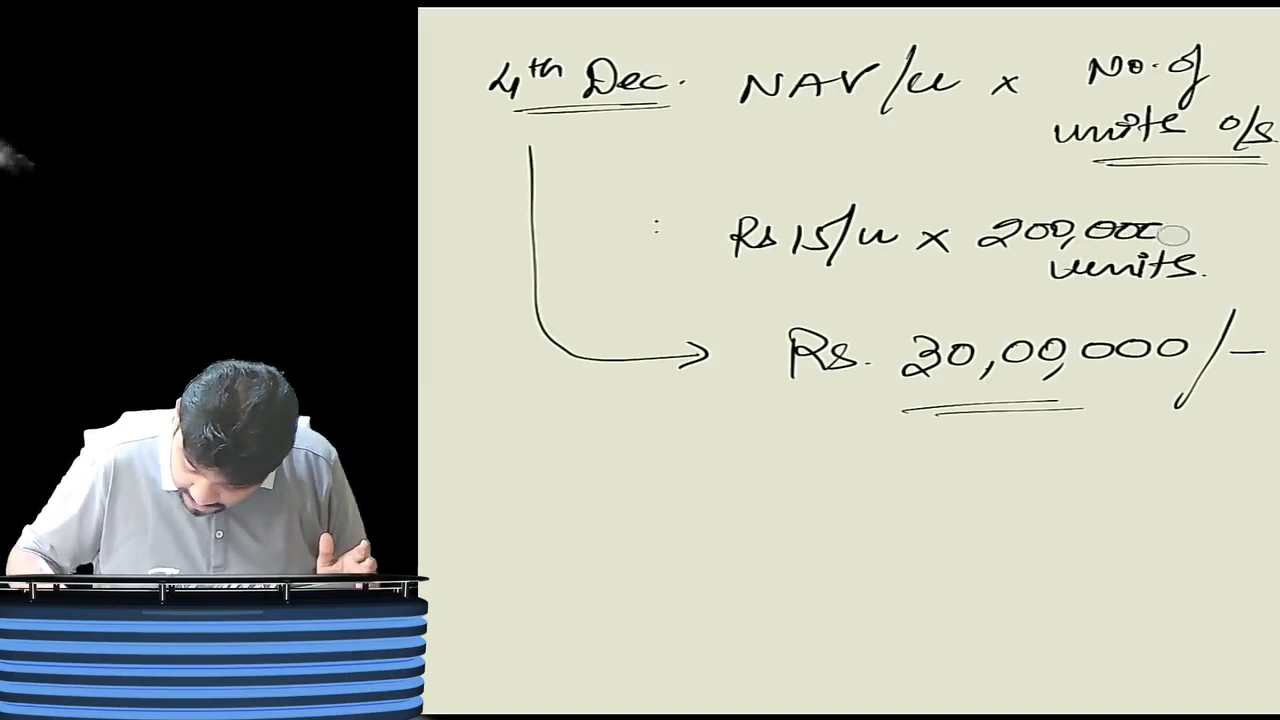 4th Dec. NAV/u × No. of
units o/s.
: Rs 15/u × 200,000
units.
Rs. 30,00,000/-